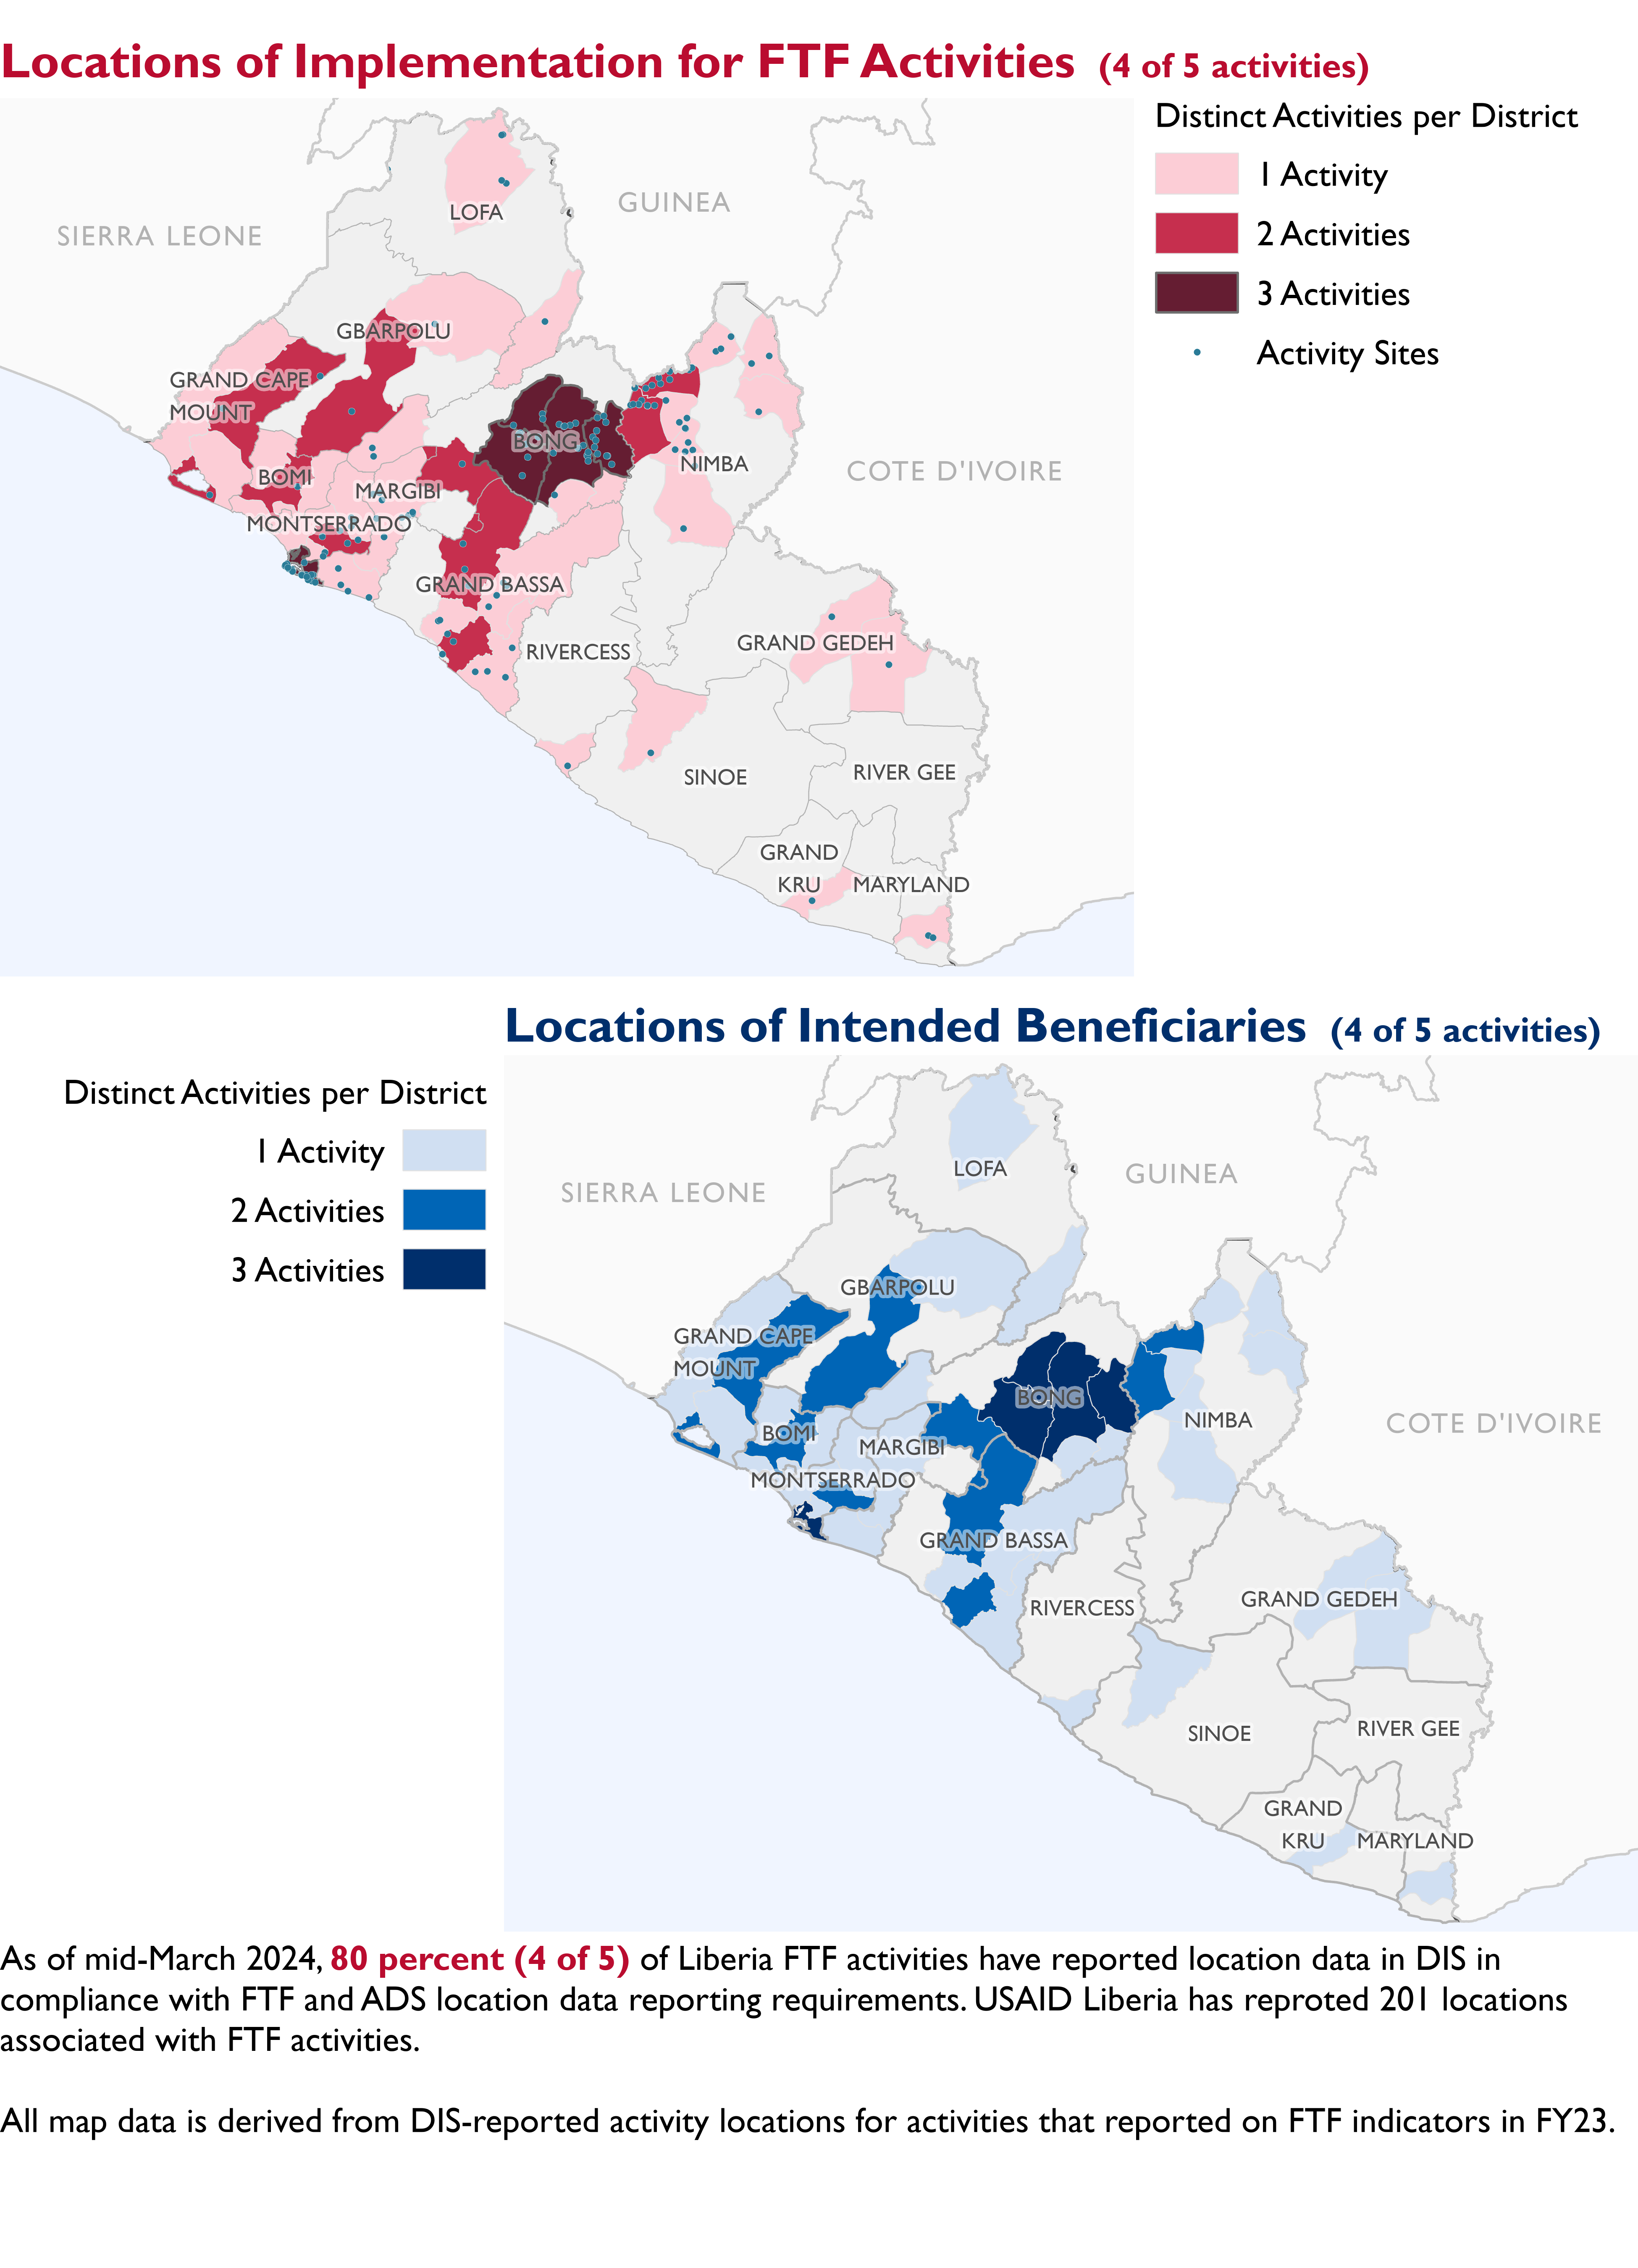 Locations of Implementation for FTF Activities (4 of 5 activities)
Distinct Activities per District
1 Activity
2 Activities
3 Activities
Activity Sites
SIERRA LEONE
GUINEA
COTE D'IVOIRE
LOFA
GBARPOLU
GRAND CAPE
MOUNT
BONG
BOMI
NIMBA
MARGIBI
MONTSERRADO
GRAND BASSA
RIVERCESS
GRAND GEDEH
SINOE
RIVER GEE
GRAND
KRU
MARYLAND
Locations of Intended Beneficiaries (4 of 5 activities)
Distinct Activities per District
1 Activity
2 Activities
3 Activities
LOFA
GUINEA
SIERRA LEONE
GBARPOLU
GRAND CAPE
MOUNT
BONG
NIMBA
COTE D'IVOIRE
BOMI
MARGIBI
MONTSERRADO
GRAND BASSA
RIVERCESS
GRAND GEDEH
SINOE
RIVER GEE
GRAND
KRU
MARYLAND
As of mid-March 2024, 80 percent (4 of 5) of Liberia FTF activities have reported location data in DIS in
compliance with FTF and ADS location data reporting requirements. USAID Liberia has reproted 201 locations
associated with FTF activities.
All map data is derived from DIS-reported activity locations for activities that reported on FTF indicators in FY23.